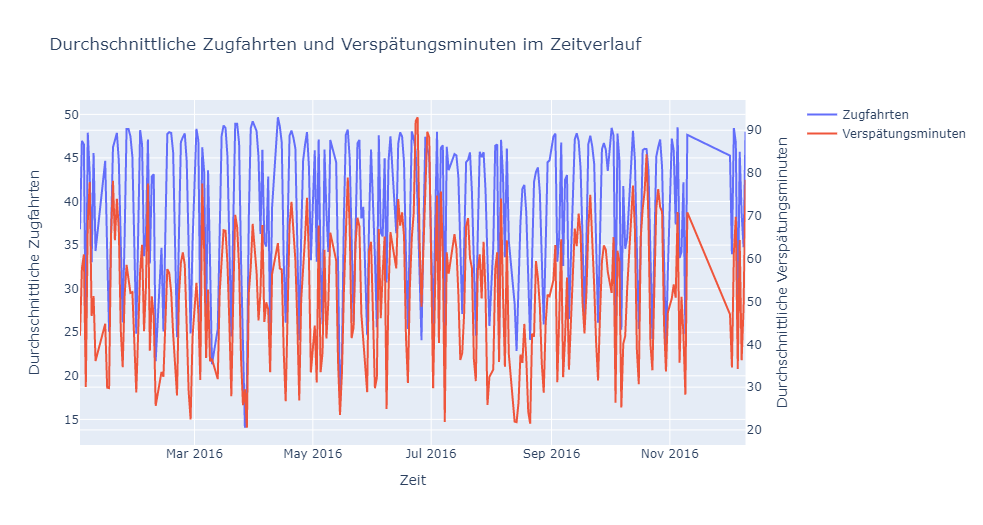 Durchschnittliche Zugfahrten und Verspätungsminuten im Zeitverlauf
Zugfahrten
Verspätungsminuten
Durchschnittliche Zugfahrten
50
45
40
35
30
25
20
15
90
80
70
60
50
40
30
20
Durchschnittliche Verspätungsminuten
Mar 2016
May 2016
Jul 2016
Sep 2016
Nov 2016
Zeit